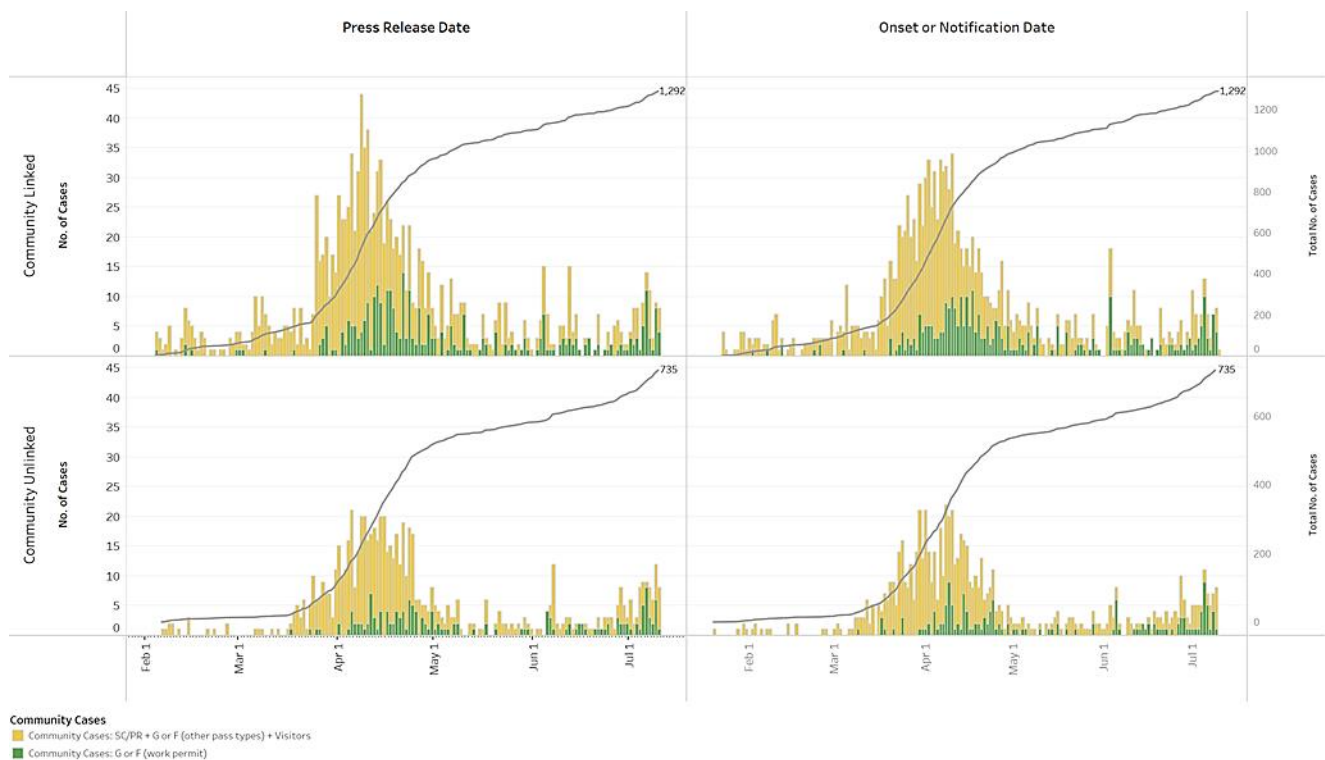 Press Release Date
Onset or Notification Date
Community Linked
No. of Cases
45
40
35
30
25
20
15
10
5
0
1,292
1,292
1200
1000
800
600
400
200
0
Total No. of Cases
Community Unlinked
No. of Cases
45
40
35
30
25
20
15
10
5
0
735
735
600
400
200
0
Total No. of Cases
Feb 1
Mar 1
Apr 1
May 1
Jun 1
Jul 1
Feb 1
Mar 1
Apr 1
May 1
Jun 1
Jul 1
Community Cases
Community Cases: SC/PR + G or F (other pass types) + Visitors
Community Cases: G or F (work permit)